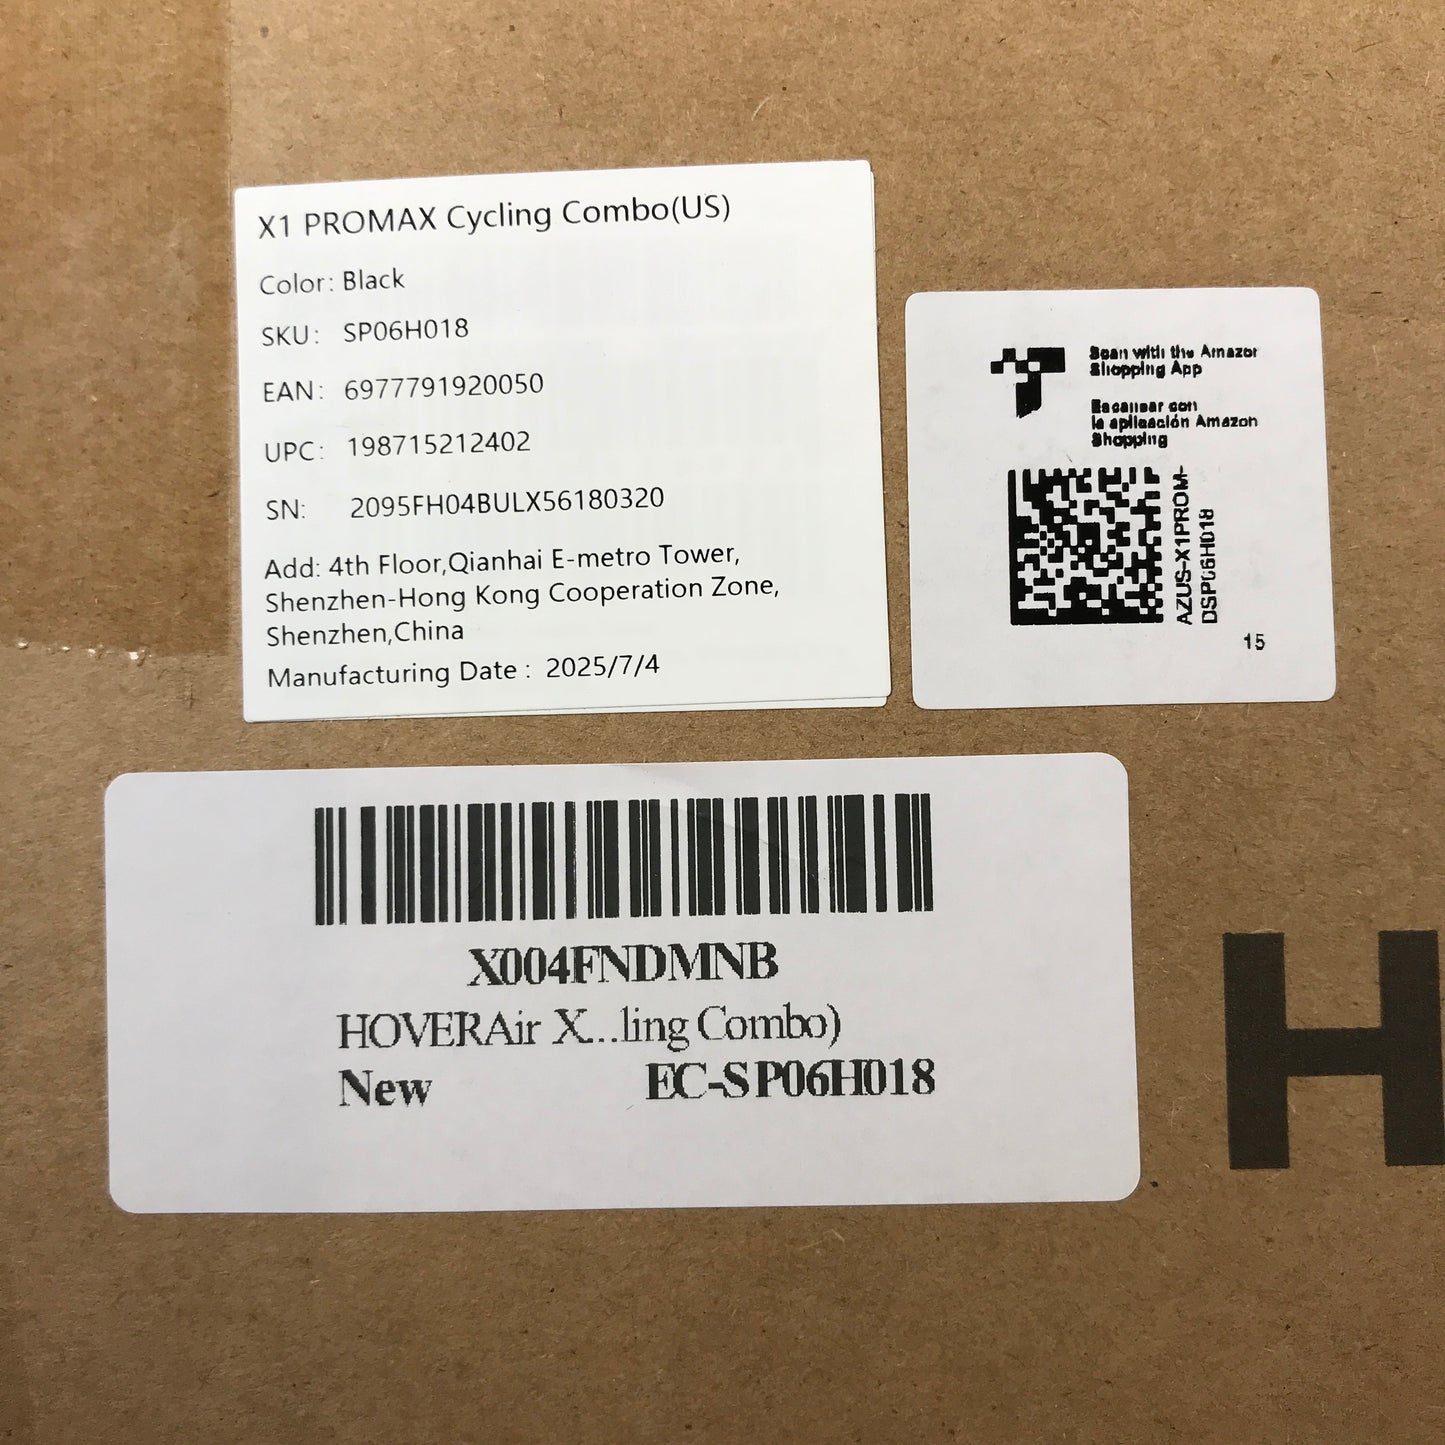 X1 PROMAX Cycling Combo(US)
Color: Black
SKU: SP06H018
EAN: 6977791920050
UPC: 198715212402
SN: 2095FH04BULX56180320
Add: 4th Floor,Qianhai E-metro Tower,
Shenzhen-Hong Kong Cooperation Zone,
Shenzhen,China
Manufacturing Date : 2025/7/4
Scan with the Amazon
Shopping App
Escanear con
la aplicación Amazon
Shopping
AZUS-X1PROM-
DSP06H018
15
X004FNDMNB
HOVERAir X...ling Combo)
New EC-SP06H018
H